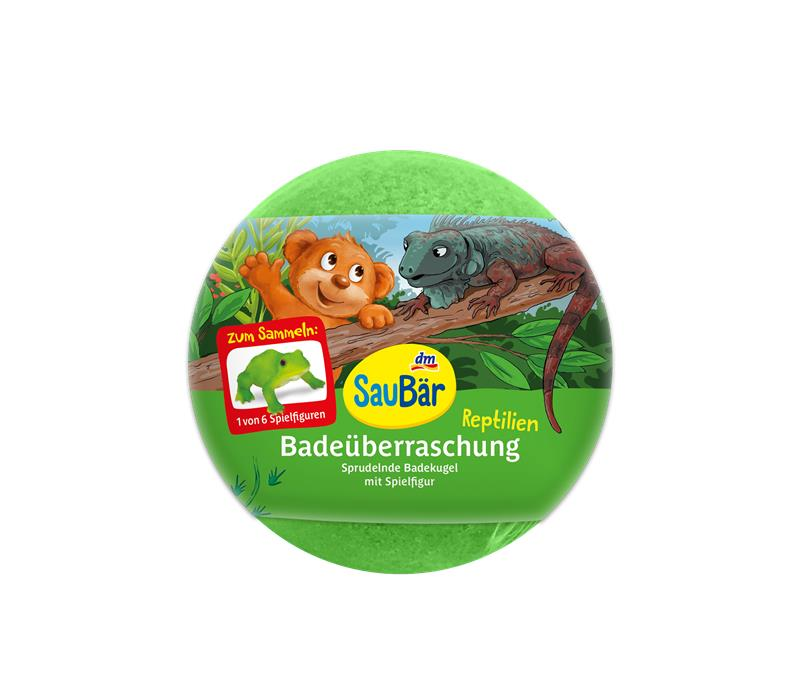 zum Sammeln:
1 von 6 Spielfiguren
dm
SauBär
Reptilien
Badeüberraschung
Sprudelnde Badekugel
mit Spielfigur